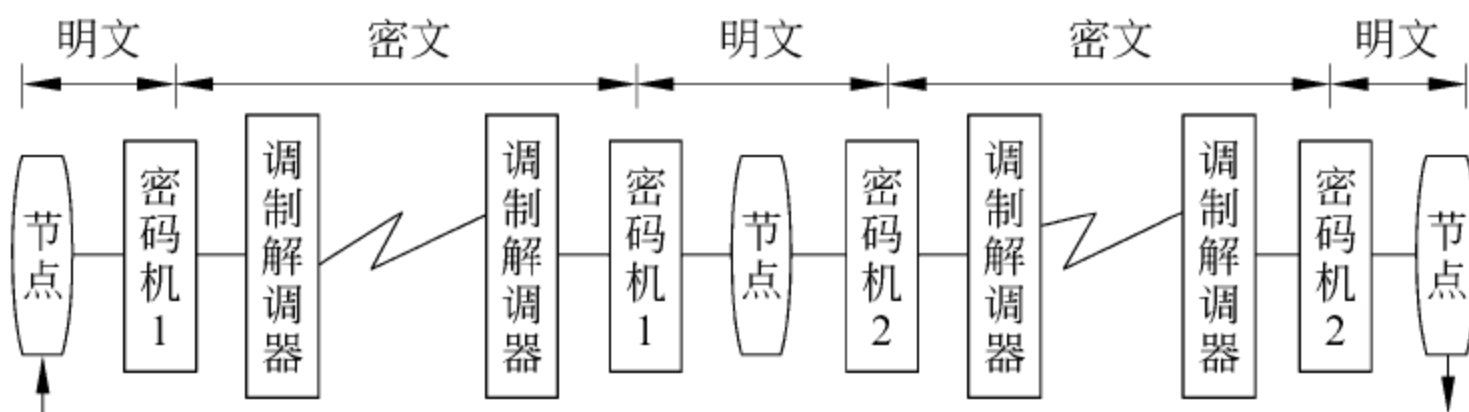 明文
密文
明文
密文
明文
节点
密码机1
调制解调器
调制解调器
密码机1
节点
密码机2
调制解调器
调制解调器
密码机2
节点